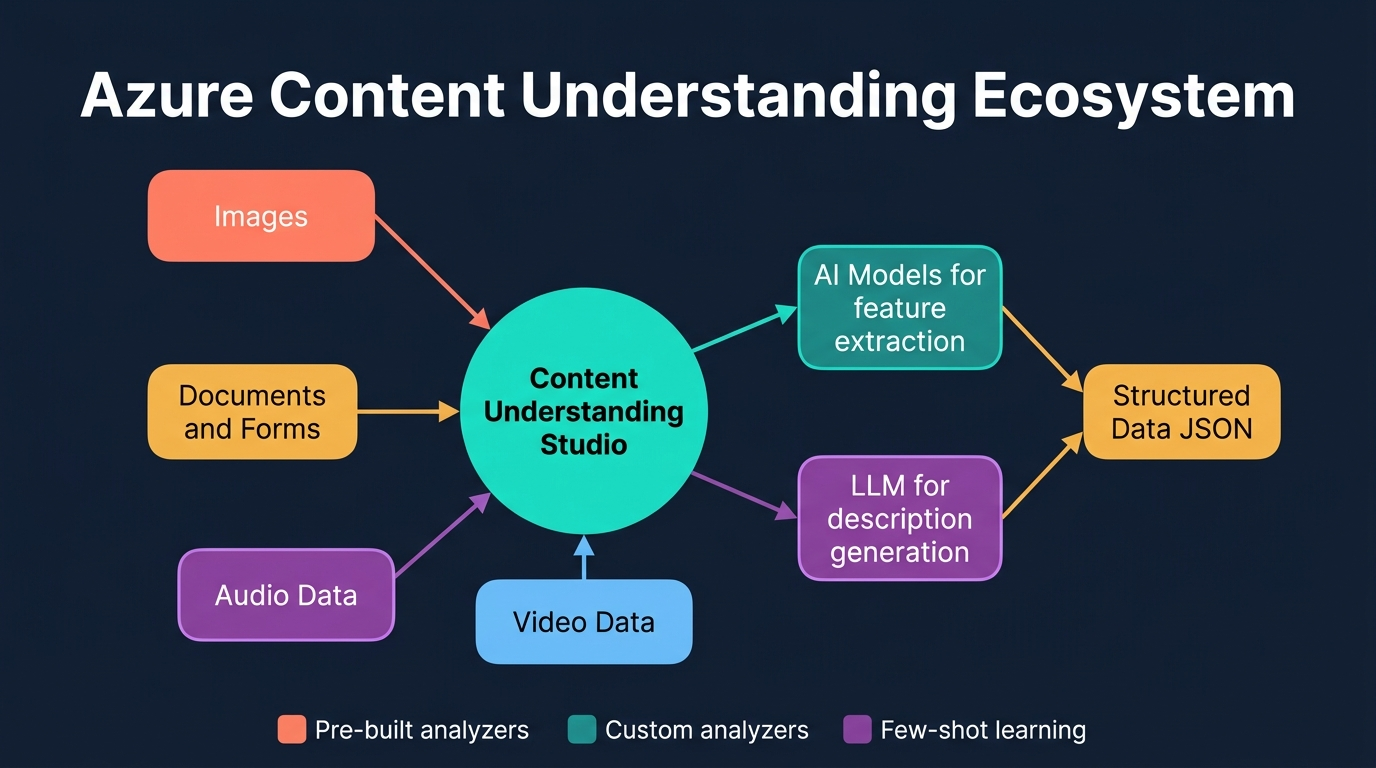 Azure Content Understanding Ecosystem
Images
Documents
and Forms
Audio Data
Video Data
Content
Understanding
Studio
AI Models for
feature
extraction
LLM for
description
generation
Structured
Data JSON
Pre-built analyzers
Custom analyzers
Few-shot learning